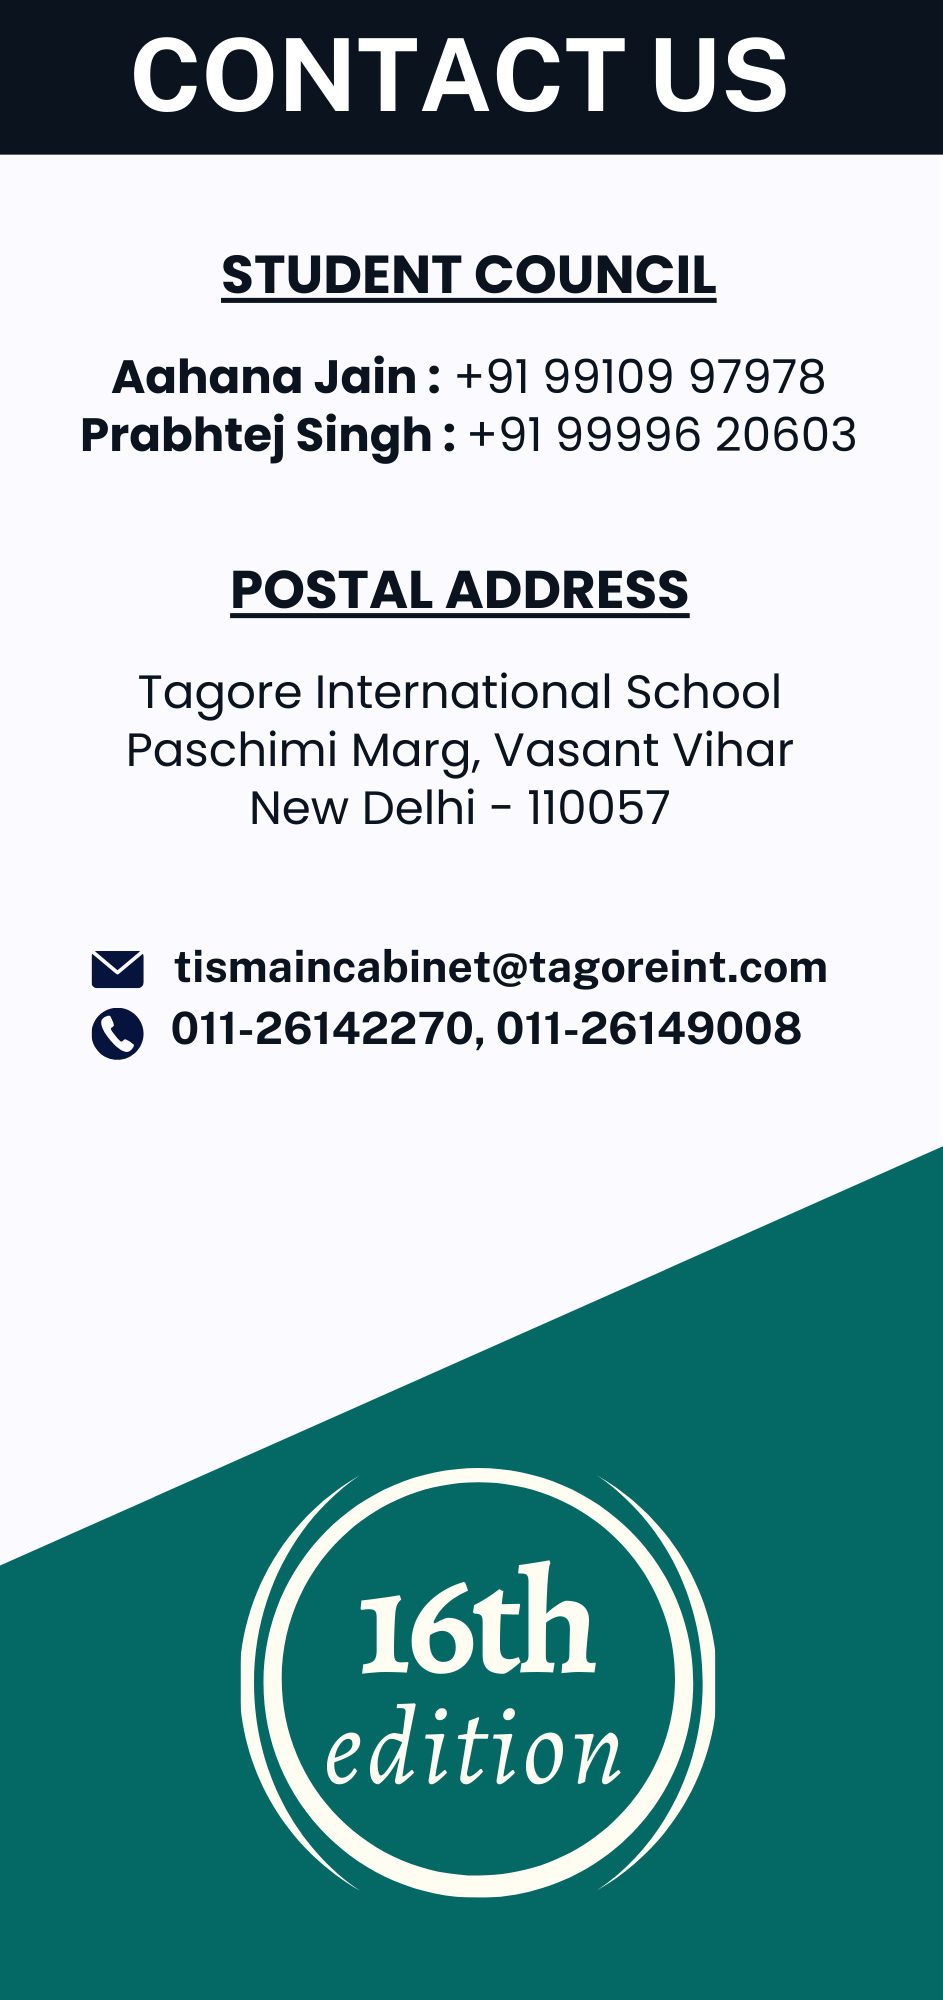 CONTACT US
STUDENT COUNCIL
Aahana Jain : +91 99109 97978
Prabhtej Singh : +91 99996 20603
POSTAL ADDRESS
Tagore International School
Paschimi Marg, Vasant Vihar
New Delhi - 110057
tismaincabinet@tagoreint.com
011-26142270, 011-26149008
16th
edition